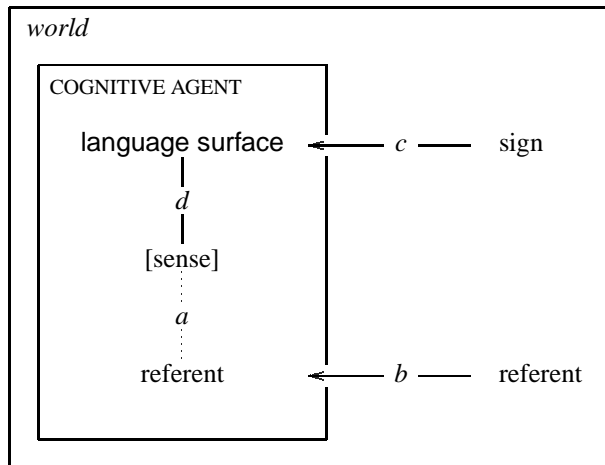 world
COGNITIVE AGENT
language surface c sign
d
[sense]
a
referent b referent